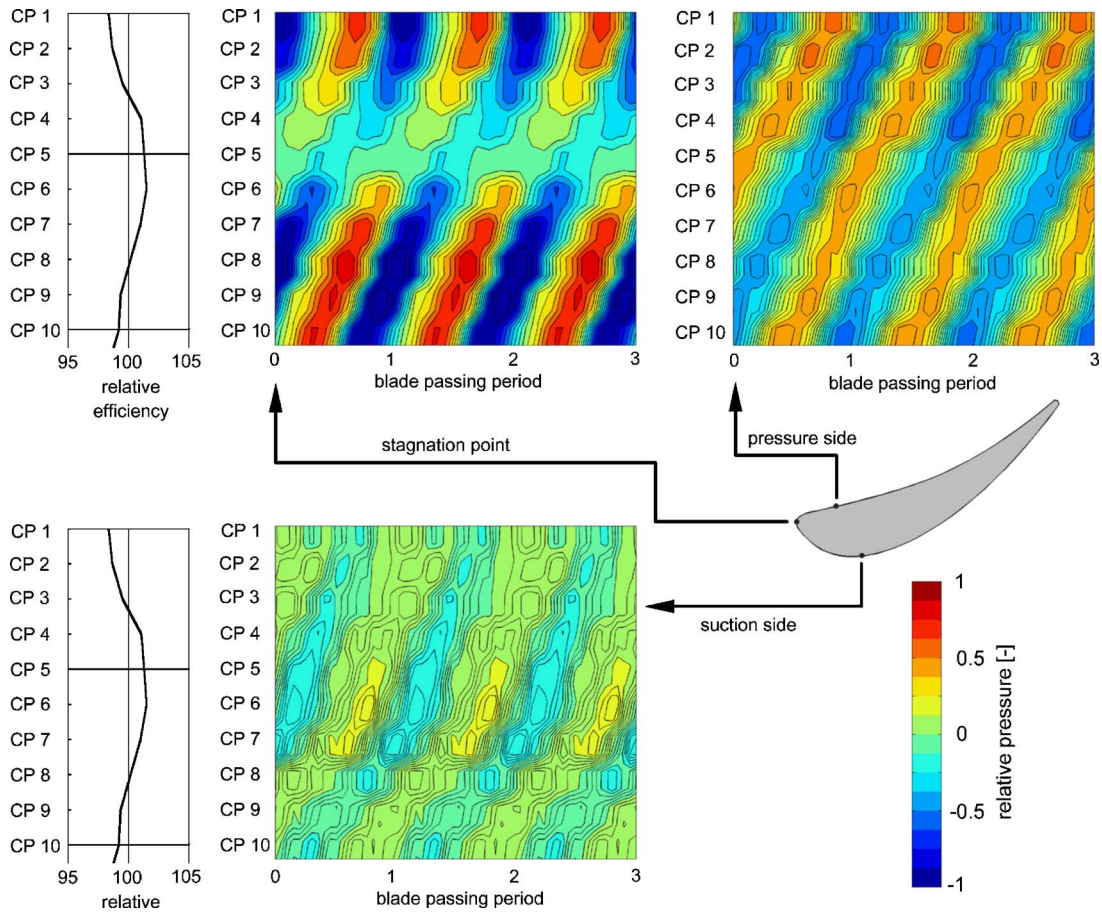 CP 1
CP 2
CP 3
CP 4
CP 5
CP 6
CP 7
CP 8
CP 9
CP 10
95 100 105
relative
efficiency
CP 1
CP 2
CP 3
CP 4
CP 5
CP 6
CP 7
CP 8
CP 9
CP 10
0 1 2 3
blade passing period
CP 1
CP 2
CP 3
CP 4
CP 5
CP 6
CP 7
CP 8
CP 9
CP 10
0 1 2 3
blade passing period
stagnation point
pressure side
suction side
CP 1
CP 2
CP 3
CP 4
CP 5
CP 6
CP 7
CP 8
CP 9
CP 10
95 100 105
relative
CP 1
CP 2
CP 3
CP 4
CP 5
CP 6
CP 7
CP 8
CP 9
CP 10
0 1 2 3
blade passing period
1
0.5
0
-0.5
-1
relative pressure [-]